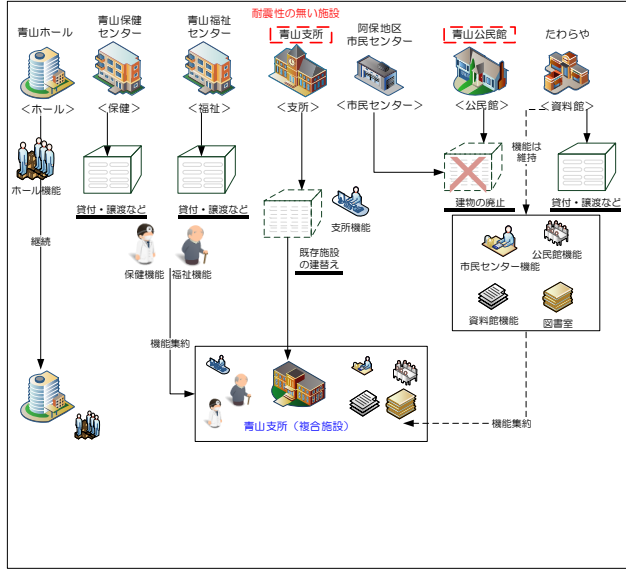 耐震性の無い施設
青山ホール
青山保健
センター
青山福祉
センター
青山支所
阿保地区
市民センター
青山公民館
たわらや
<ホール>
<保健>
<福祉>
<支所>
<市民センター>
<公民館>
<資料館>
機能は
維持
ホール機能
貸付・譲渡など
貸付・譲渡など
建物の廃止
貸付・譲渡など
支所機能
継続
既存施設
の建替え
保健機能
福祉機能
公民館機能
市民センター機能
資料館機能
図書室
機能集約
機能集約
青山支所（複合施設）